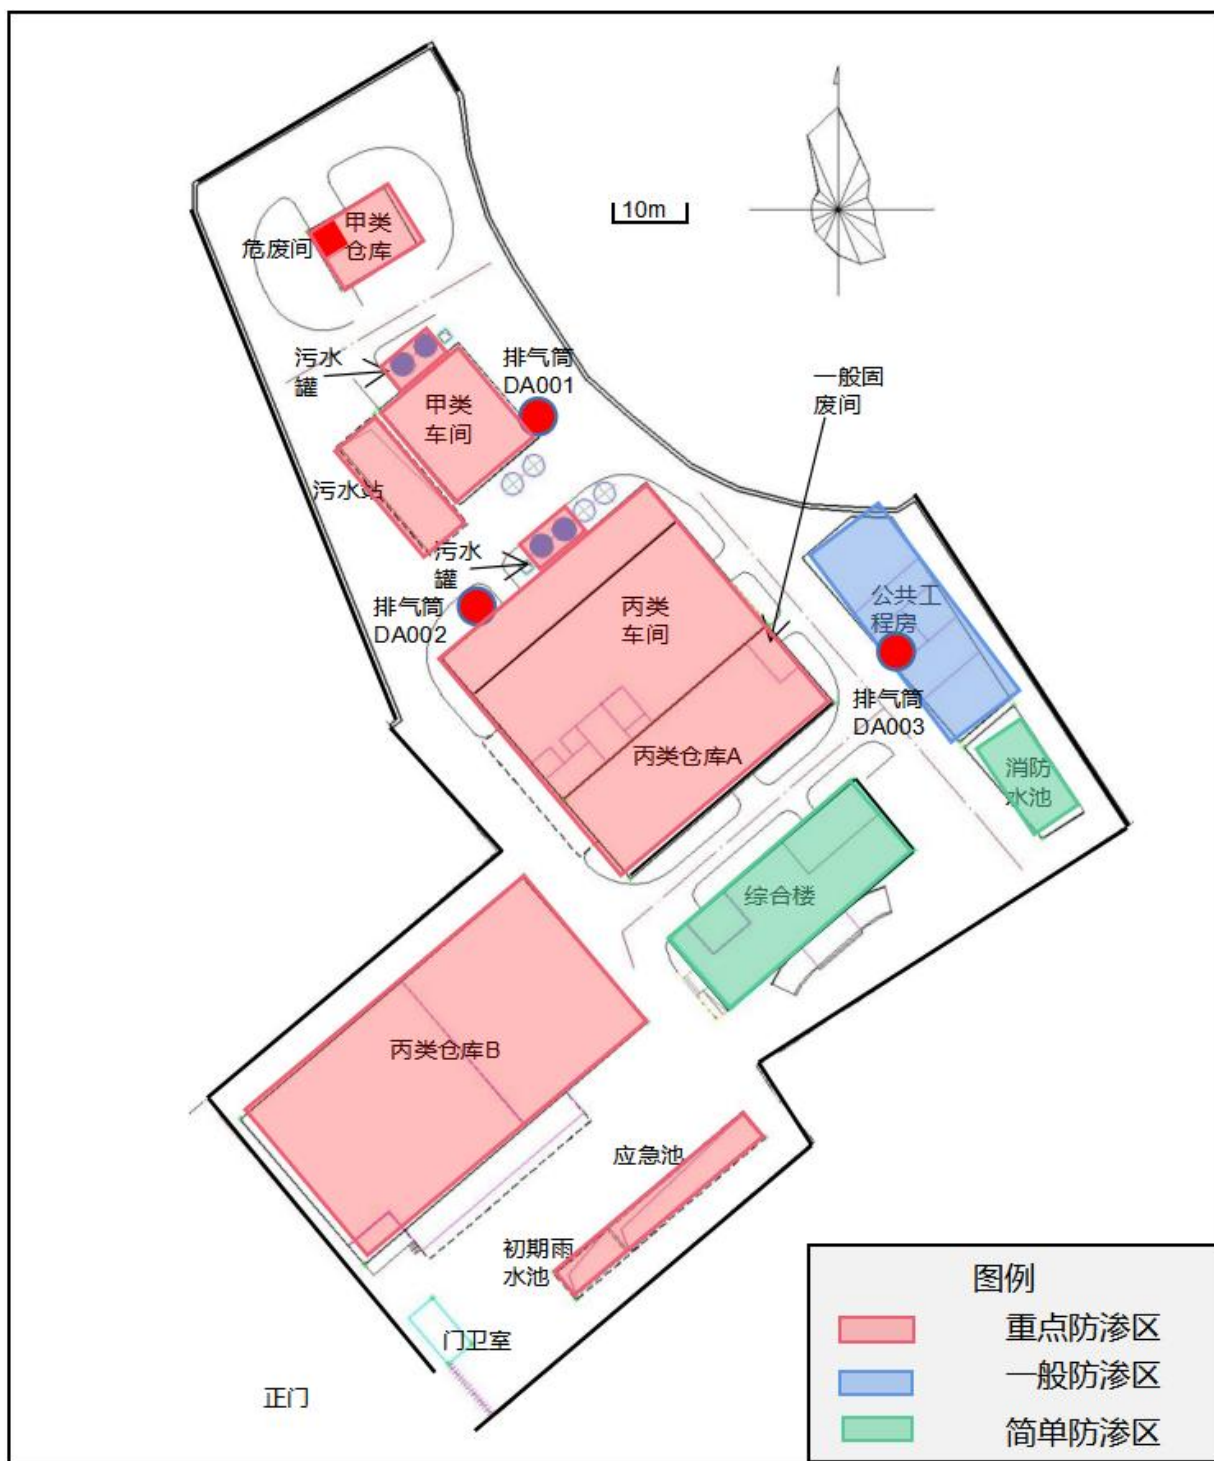 10m
甲类
仓库
危废间
污水
罐
排气筒
DA001
一般固
废间
甲类
车间
污水站
污水
罐
排气筒
DA002
丙类
车间
公共工
程房
排气筒
DA003
丙类仓库A
消防
水池
综合楼
丙类仓库B
应急池
初期雨
水池
门卫室
正门
图例
重点防渗区
一般防渗区
简单防渗区